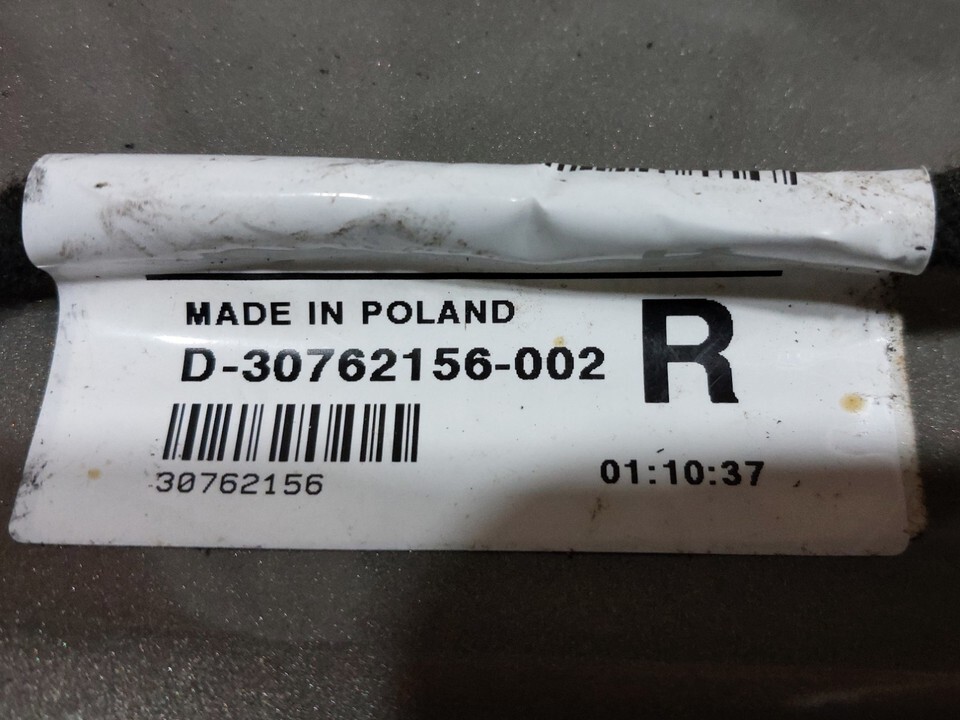 MADE IN POLAND
D-30762156-002
R
30762156
01:10:37